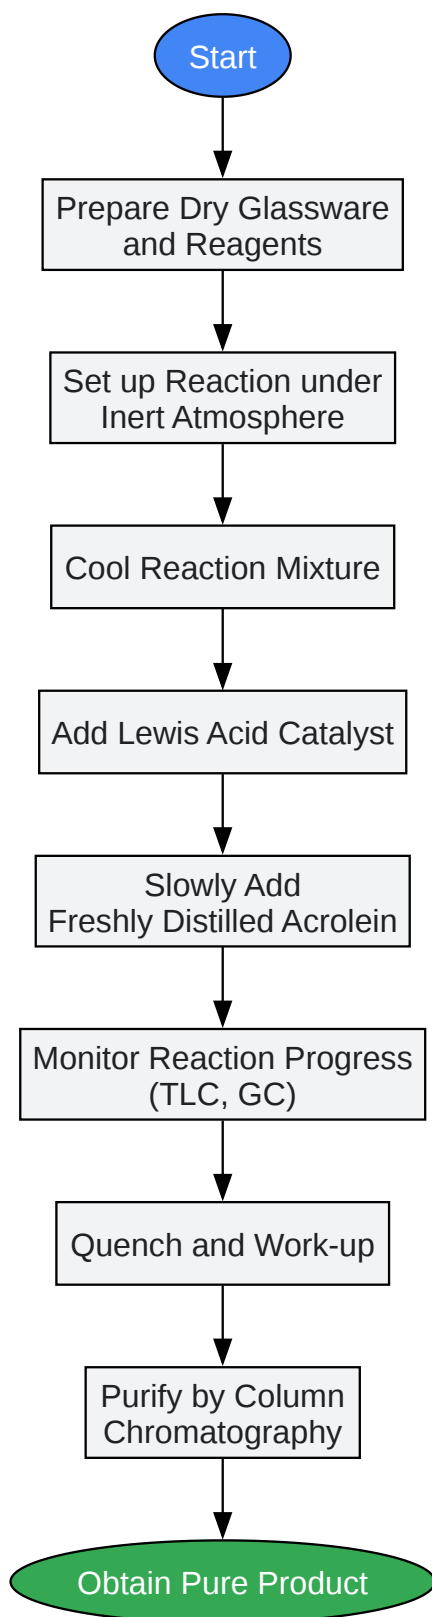 Start
Prepare Dry Glassware
and Reagents
Set up Reaction under
Inert Atmosphere
Cool Reaction Mixture
Add Lewis Acid Catalyst
Slowly Add
Freshly Distilled Acrolein
Monitor Reaction Progress
(TLC, GC)
Quench and Work-up
Purify by Column
Chromatography
Obtain Pure Product